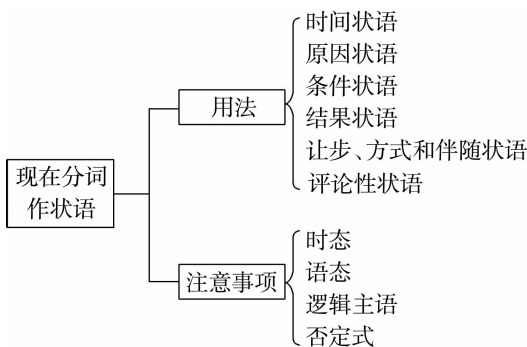 现在分词
作状语
用法
时间状语
原因状语
条件状语
结果状语
让步、方式和伴随状语
评论性状语
注意事项
时态
语态
逻辑主语
否定式